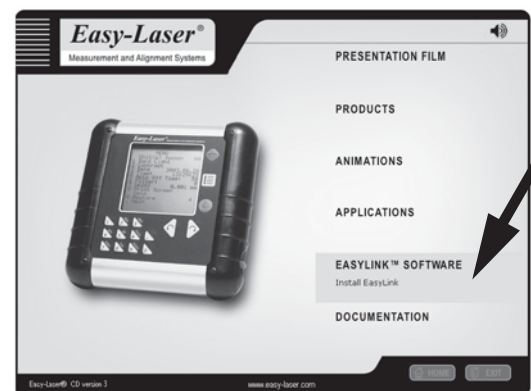 Easy-Laser®
Measurement and Alignment Systems
PRESENTATION FILM
PRODUCTS
ANIMATIONS
APPLICATIONS
EASYLINK™ SOFTWARE
Install EasyLink
DOCUMENTATION
HOME
EXIT
Easy-Laser® CD version 3
www.easy-laser.com